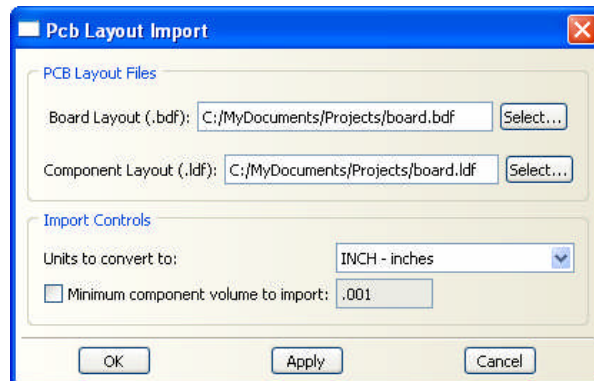 Pcb Layout Import
PCB Layout Files
Board Layout (.bdf): C:/MyDocuments/Projects/board.bdf Select...
Component Layout (.ldf): C:/MyDocuments/Projects/board.ldf Select...
Import Controls
Units to convert to: INCH - inches
Minimum component volume to import: .001
OK Apply Cancel